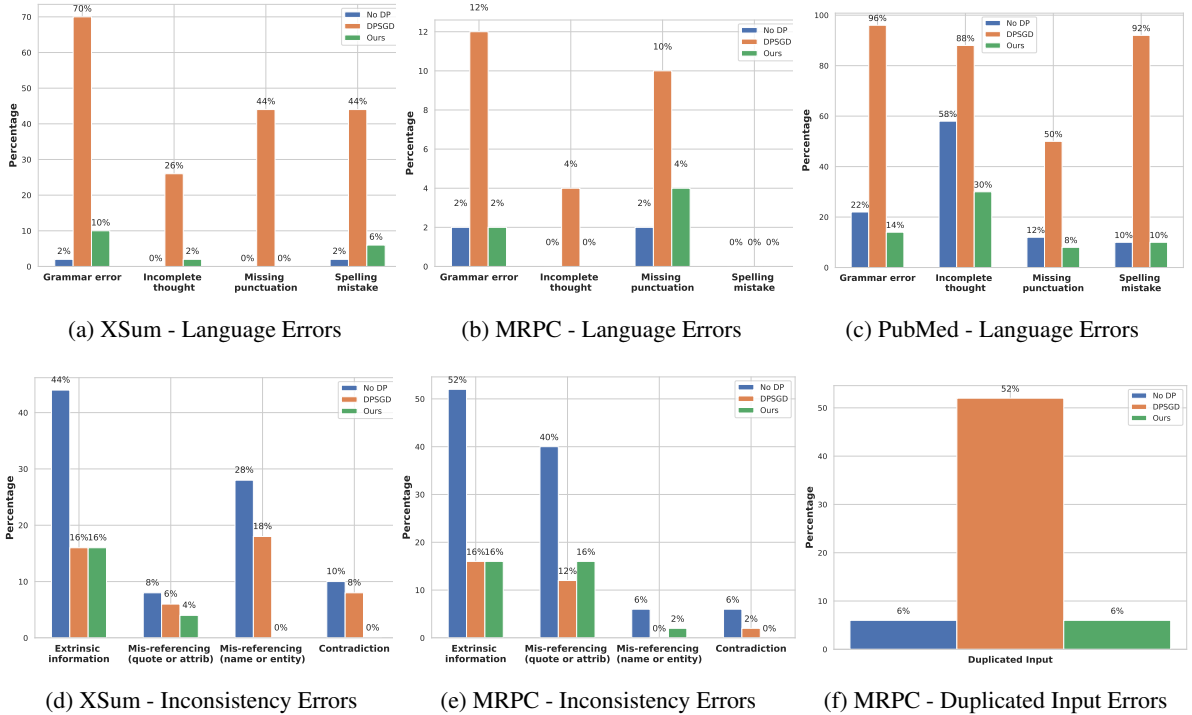 70%
70
60
50
40
30
20
10
0
Percentage
No DP
DPSGD
Ours
2%
10%
0%
26%
2%
0%
44%
0%
2%
44%
6%
Grammar error
Incomplete
thought
Missing
punctuation
Spelling
mistake
(a) XSum - Language Errors
12%
12
10
8
6
4
2
0
Percentage
No DP
DPSGD
Ours
2%
2%
0%
4%
0%
2%
10%
4%
0%
0%
0%
Grammar error
Incomplete
thought
Missing
punctuation
Spelling
mistake
(b) MRPC - Language Errors
100
80
60
40
20
0
Percentage
No DP
DPSGD
Ours
22%
96%
14%
58%
88%
30%
12%
50%
8%
10%
92%
10%
Grammar error
Incomplete
thought
Missing
punctuation
Spelling
mistake
(c) PubMed - Language Errors
40
30
20
10
0
Percentage
No DP
DPSGD
Ours
44%
16%
16%
8%
6%
4%
28%
18%
0%
10%
8%
0%
Extrinsic
information
Mis-referencing
(quote or attrib)
Mis-referencing
(name or entity)
Contradiction
(d) XSum - Inconsistency Errors
50
40
30
20
10
0
Percentage
No DP
DPSGD
Ours
52%
16%
16%
40%
12%
16%
6%
0%
2%
6%
2%
0%
Extrinsic
information
Mis-referencing
(quote or attrib)
Mis-referencing
(name or entity)
Contradiction
(e) MRPC - Inconsistency Errors
50
40
30
20
10
0
Percentage
No DP
DPSGD
Ours
6%
52%
6%
Duplicated Input
(f) MRPC - Duplicated Input Errors